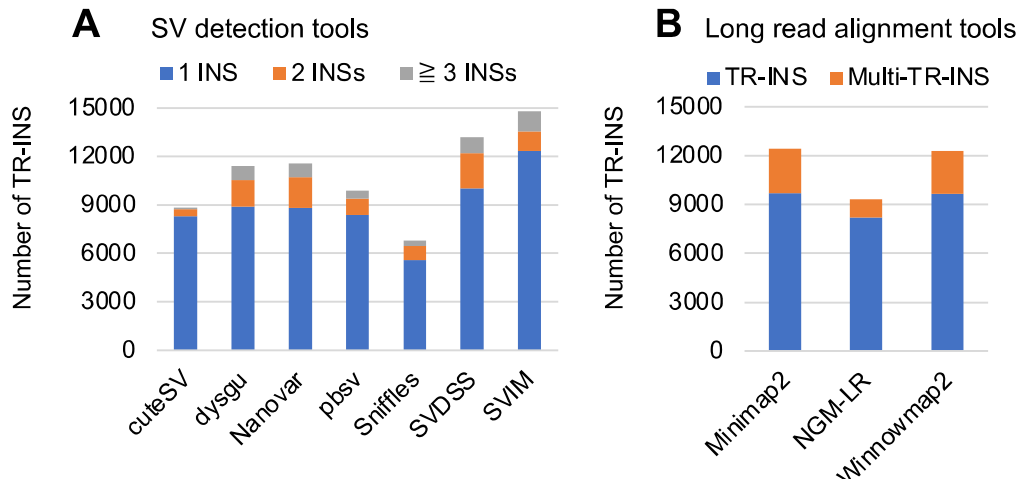 A SV detection tools
1 INS 2 INSs ≧ 3 INSs
Number of TR-INS
15000
12000
9000
6000
3000
0
cuteSV
dysgu
Nanovar
pbsv
Sniffles
SVDSS
SVIM
B Long read alignment tools
TR-INS Multi-TR-INS
Number of TR-INS
15000
12000
9000
6000
3000
0
Minimap2
NGM-LR
Winnowmap2